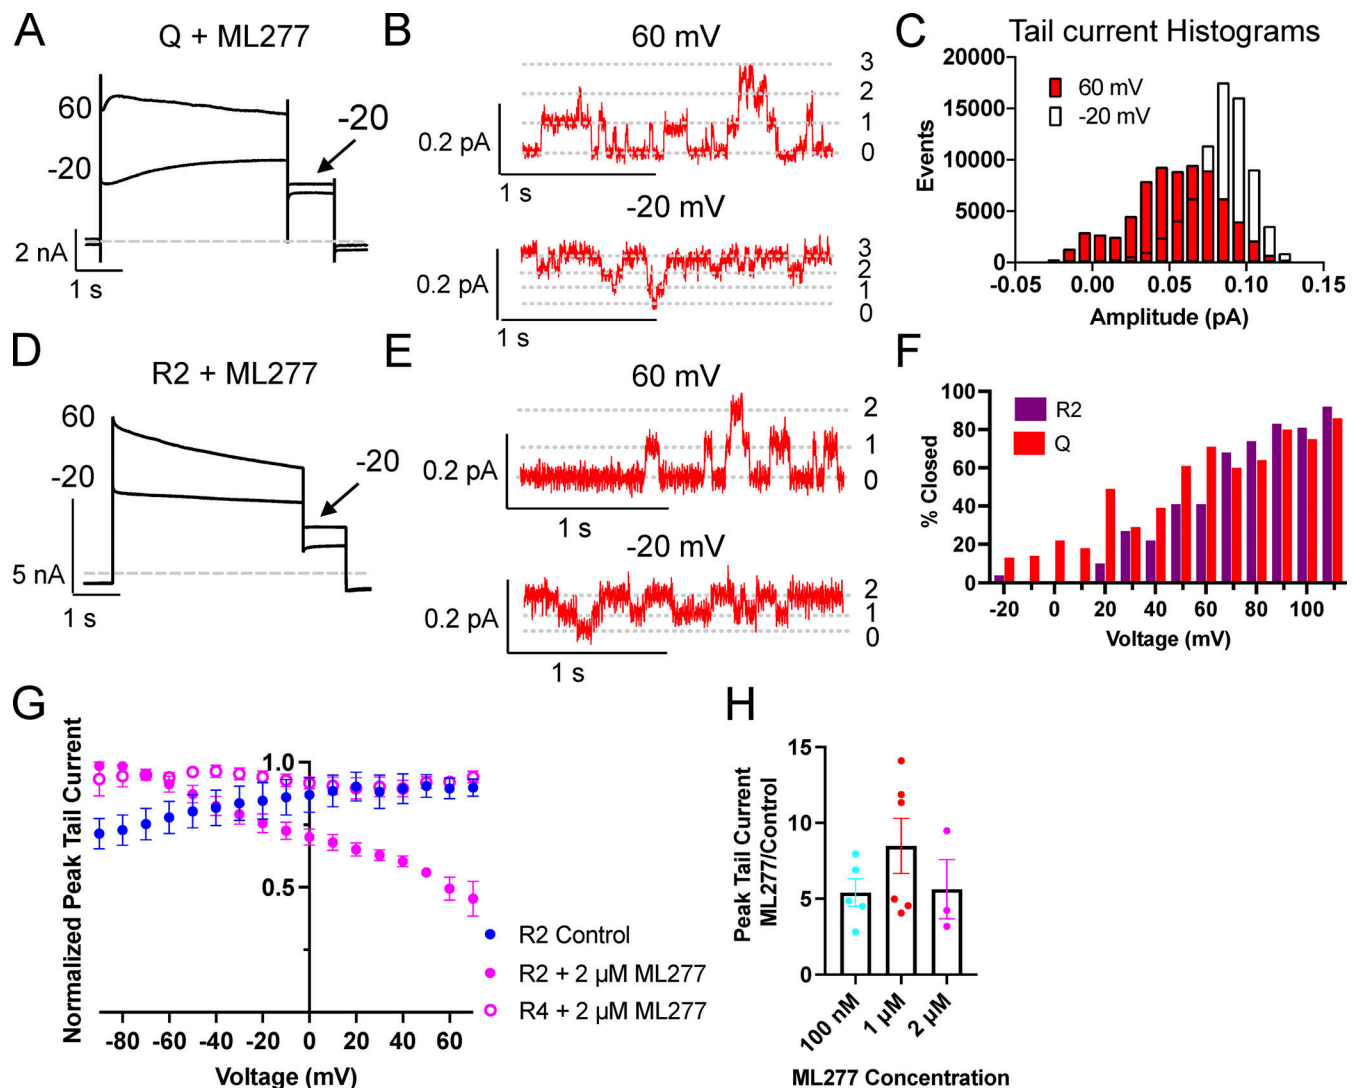 A
Q + ML277
60
-20
-20
2 nA
1 s
B
60 mV
3
2
1
0
0.2 pA
1 s
-20 mV
3
2
1
0
0.2 pA
1 s
C
Tail current Histograms
20000
15000
10000
5000
0
Events
60 mV
-20 mV
-0.05
0.00
0.05
0.10
0.15
Amplitude (pA)
D
R2 + ML277
60
-20
-20
5 nA
1 s
E
60 mV
2
1
0
0.2 pA
1 s
-20 mV
2
1
0
0.2 pA
1 s
F
100
80
60
40
20
0
% Closed
R2
Q
-20
0
20
40
60
80
100
Voltage (mV)
G
Normalized Peak Tail Current
1.0
0.5
-80
-60
-40
-20
0
20
40
60
Voltage (mV)
R2 Control
R2 + 2 µM ML277
R4 + 2 µM ML277
H
Peak Tail Current
ML277/Control
15
10
5
0
100 nM
1 µM
2 µM
ML277 Concentration